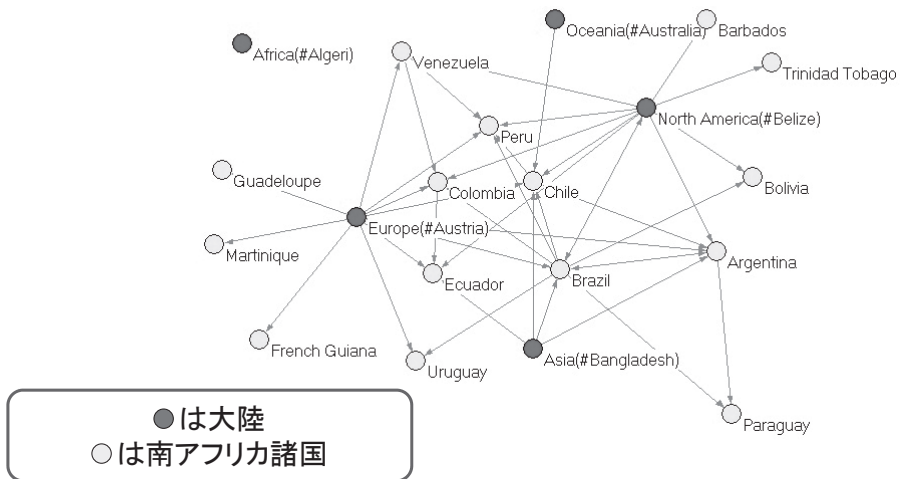 Oceania(#Australia)
Barbados
Africa(#Algeri)
Venezuela
Trinidad Tobago
North America(#Belize)
Peru
Guadeloupe
Colombia
Chile
Bolivia
Europe(#Austria)
Martinique
Argentina
Ecuador
Brazil
French Guiana
Uruguay
Asia(#Bangladesh)
Paraguay
は大陸
は南アフリカ諸国